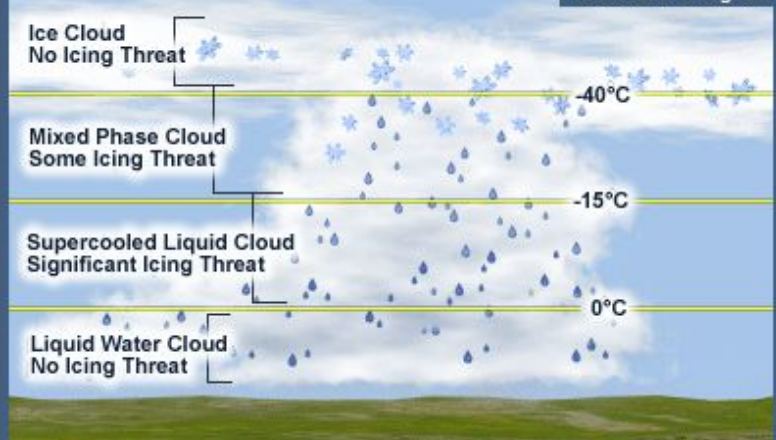 Ice Cloud
No Icing Threat
-40°C
Mixed Phase Cloud
Some Icing Threat
-15°C
Supercooled Liquid Cloud
Significant Icing Threat
0°C
Liquid Water Cloud
No Icing Threat